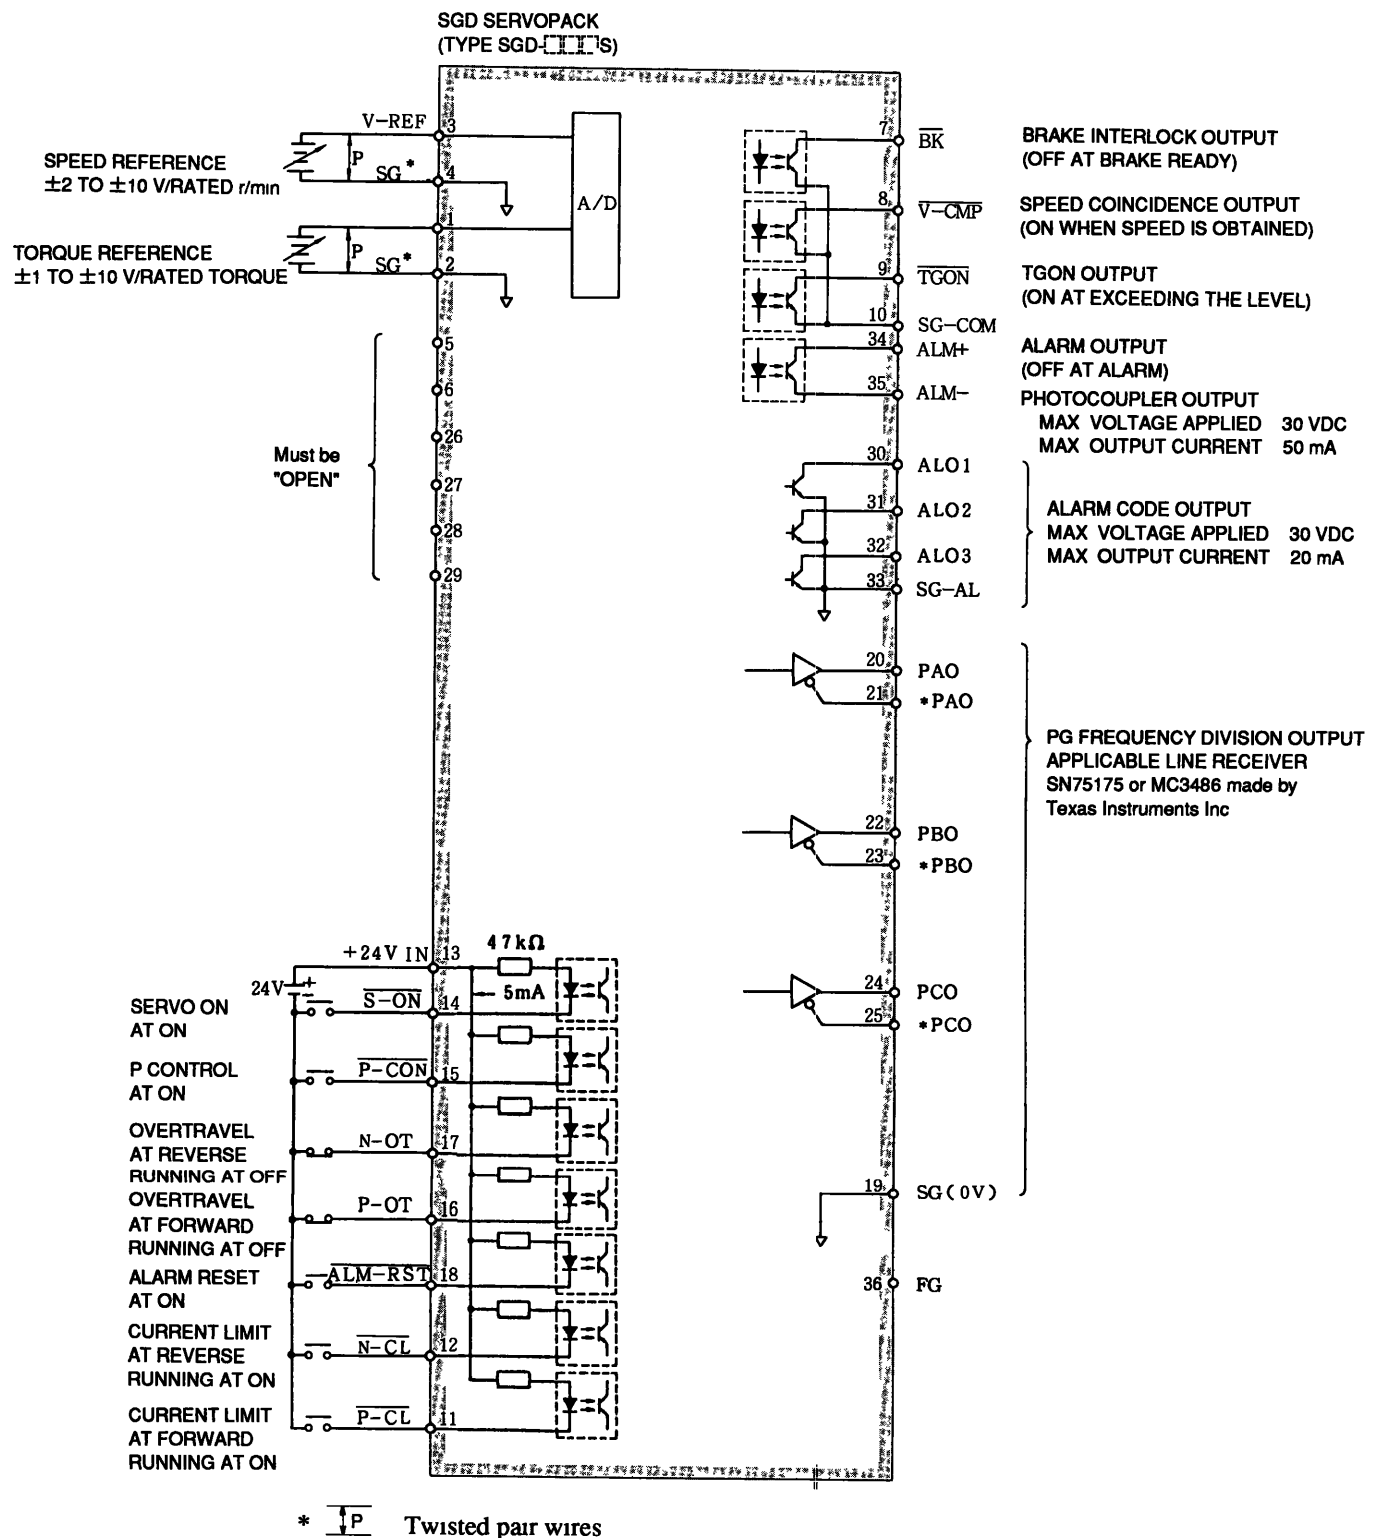 SGD SERVOPACK
(TYPE SGD-□□□S)
V-REF 3
SPEED REFERENCE
±2 TO ±10 V/RATED r/min
P
SG* 4
A/D
1
TORQUE REFERENCE
±1 TO ±10 V/RATED TORQUE
P
SG* 2
5
6
26
27
28
29
Must be
"OPEN"
+24V IN 13
47kΩ
24V + -
5mA
SERVO ON
AT ON
S-ON 14
P CONTROL
AT ON
P-CON 15
OVERTRAVEL
AT REVERSE
RUNNING AT OFF
N-OT 17
OVERTRAVEL
AT FORWARD
RUNNING AT OFF
P-OT 16
ALARM RESET
AT ON
ALM-RST 18
CURRENT LIMIT
AT REVERSE
RUNNING AT ON
N-CL 12
CURRENT LIMIT
AT FORWARD
RUNNING AT ON
P-CL 11
7 BK
BRAKE INTERLOCK OUTPUT
(OFF AT BRAKE READY)
8 V-CMP
SPEED COINCIDENCE OUTPUT
(ON WHEN SPEED IS OBTAINED)
9 TGON
TGON OUTPUT
(ON AT EXCEEDING THE LEVEL)
10 SG-COM
34 ALM+
ALARM OUTPUT
(OFF AT ALARM)
35 ALM-
PHOTOCOUPLER OUTPUT
MAX VOLTAGE APPLIED 30 VDC
MAX OUTPUT CURRENT 50 mA
30 ALO1
31 ALO2
32 ALO3
33 SG-AL
ALARM CODE OUTPUT
MAX VOLTAGE APPLIED 30 VDC
MAX OUTPUT CURRENT 20 mA
20 PAO
21 *PAO
PG FREQUENCY DIVISION OUTPUT
APPLICABLE LINE RECEIVER
SN75175 or MC3486 made by
Texas Instruments Inc
22 PBO
23 *PBO
24 PCO
25 *PCO
19 SG(0V)
36 FG
* P Twisted pair wires